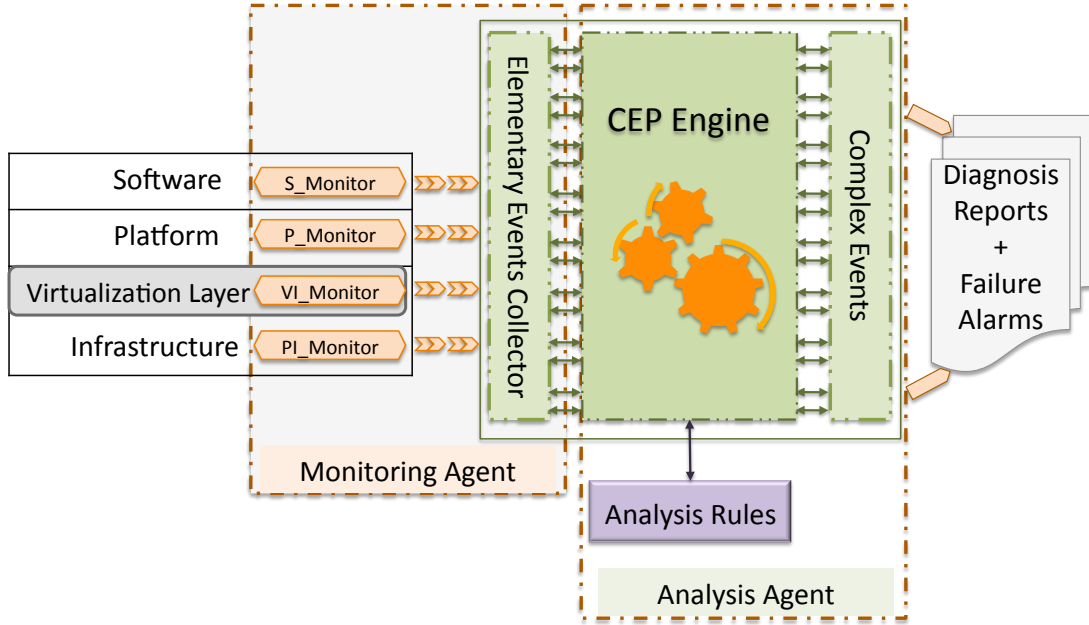 Software
S_Monitor
Platform
P_Monitor
Virtualization Layer
VI_Monitor
Infrastructure
PI_Monitor
Monitoring Agent
Elementary Events Collector
CEP Engine
Complex Events
Analysis Rules
Analysis Agent
Diagnosis
Reports
+
Failure
Alarms